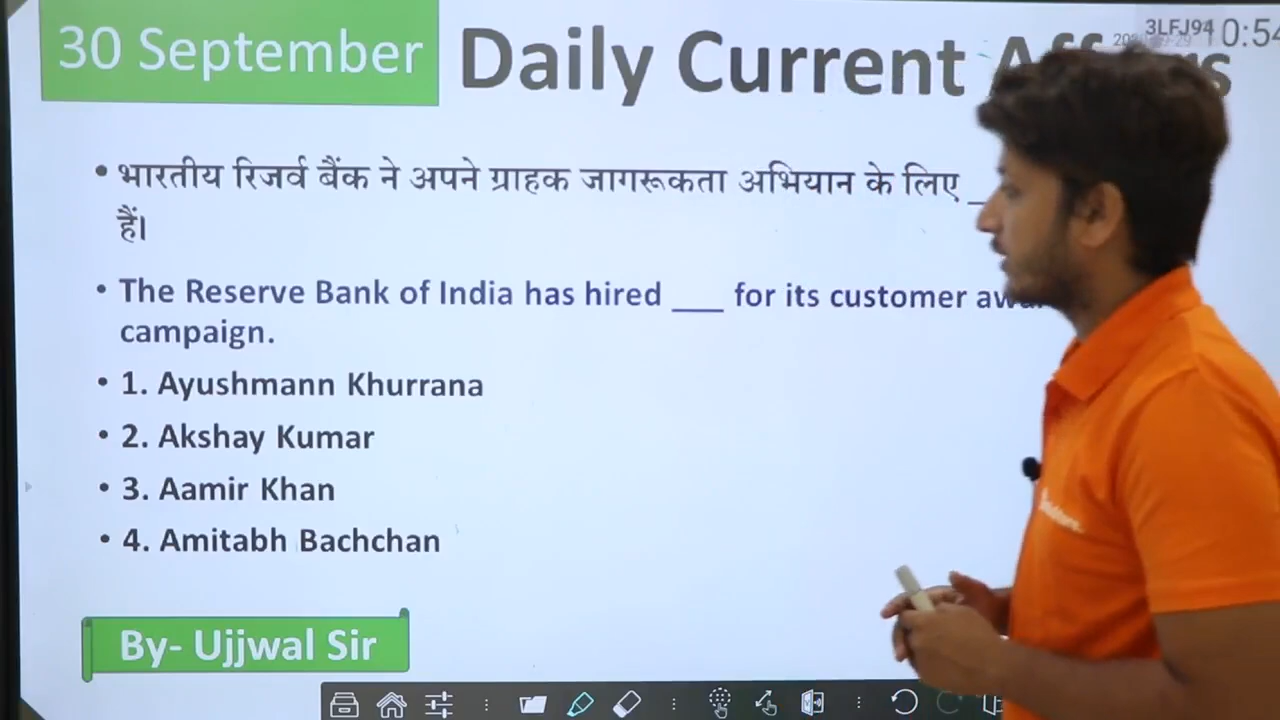 30 September
Daily Current
3LFJ94
0:54
• भारतीय रिजर्व बैंक ने अपने ग्राहक जागरूकता अभियान के लिए _
हैं।
• The Reserve Bank of India has hired ___ for its customer
campaign.
• 1. Ayushmann Khurrana
• 2. Akshay Kumar
• 3. Aamir Khan
• 4. Amitabh Bachchan
By- Ujjwal Sir